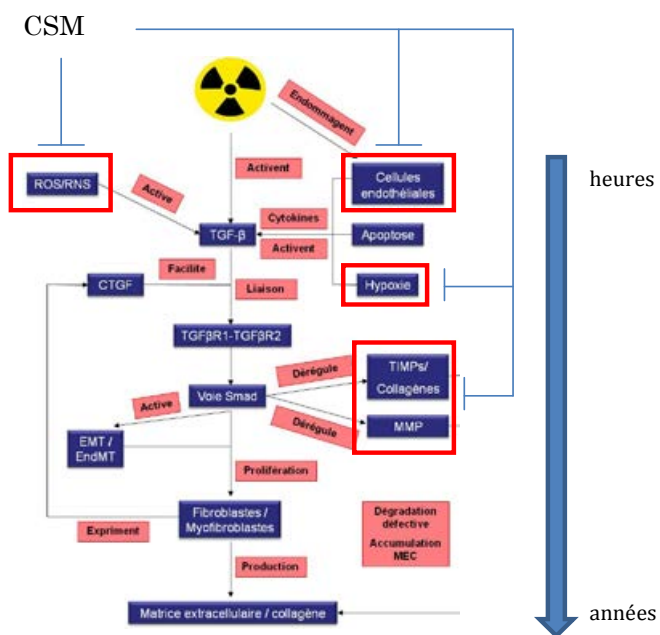 CSM
Endommagent
ROS/RNS
Active
Activent
Cellules
endothéliales
heures
Cytokines
TGF-β
Activent
Apoptose
Facilite
CTGF
Liaison
Hypoxie
TGFβR1-TGFβR2
Dérégule
TIMPs/
Collagènes
Active
Voie Smad
Dérégule
MMP
EMT /
EndMT
Prolifération
Fibroblastes /
Myofibroblastes
Expriment
Dégradation
défective
Accumulation
MEC
Production
Matrice extracellulaire / collagène
années